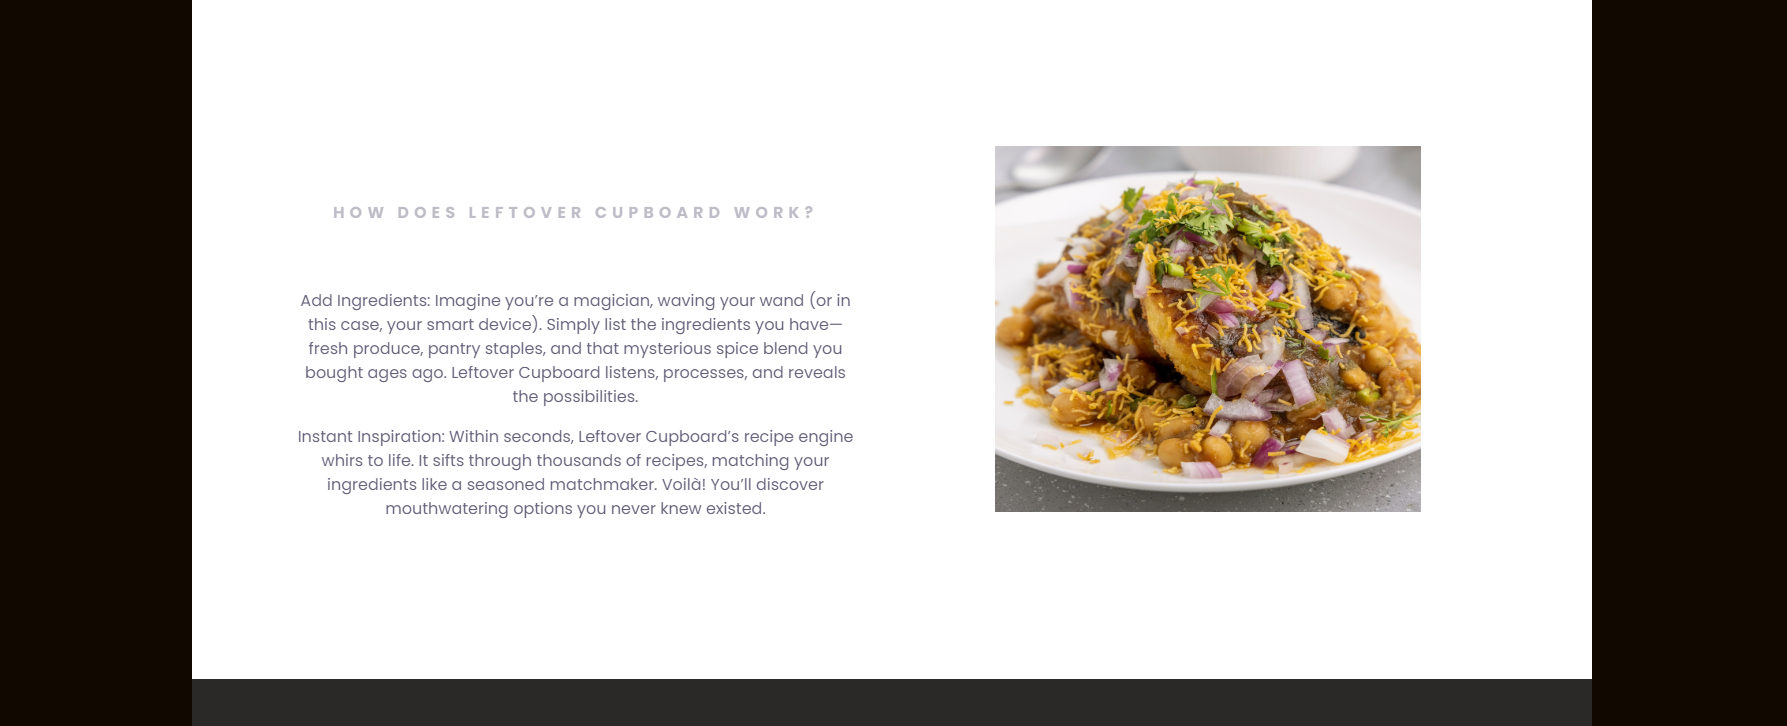 HOW DOES LEFTOVER CUPBOARD WORK?
Add Ingredients: Imagine you’re a magician, waving your wand (or in
this case, your smart device). Simply list the ingredients you have—
fresh produce, pantry staples, and that mysterious spice blend you
bought ages ago. Leftover Cupboard listens, processes, and reveals
the possibilities.
Instant Inspiration: Within seconds, Leftover Cupboard’s recipe engine
whirs to life. It sifts through thousands of recipes, matching your
ingredients like a seasoned matchmaker. Voilà! You’ll discover
mouthwatering options you never knew existed.